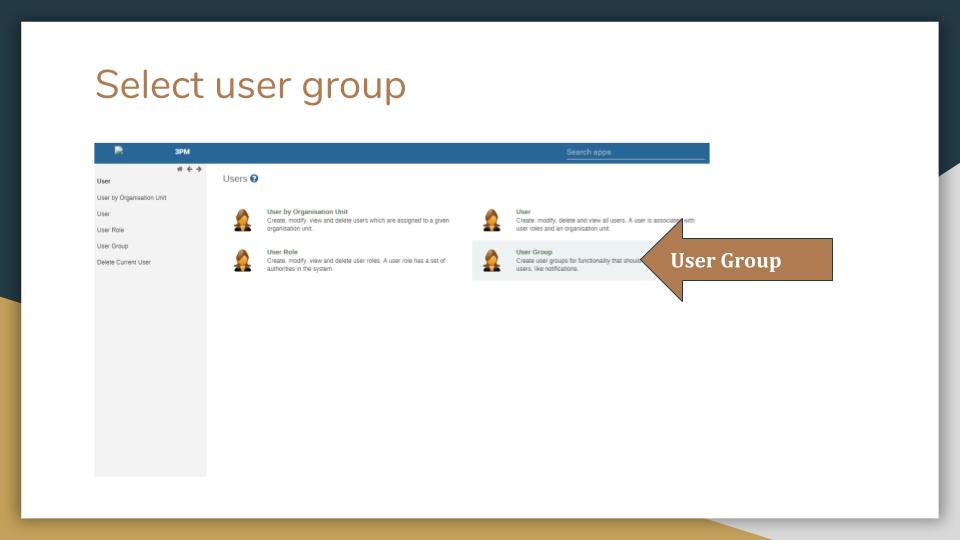 Select user group
3PM
Search apps
User
User by Organisation Unit
User
User Role
User Group
Delete Current User
Users
User by Organisation Unit
Create, modify, view and delete users which are assigned to a given
organisation unit.
User
Create, modify, delete and view all users. A user is associated with
user roles and an organisation unit.
User Role
Create, modify, view and delete user roles. A user role has a set of
authorities in the system.
User Group
Create user groups for functionality that
users, like notifications.
User Group